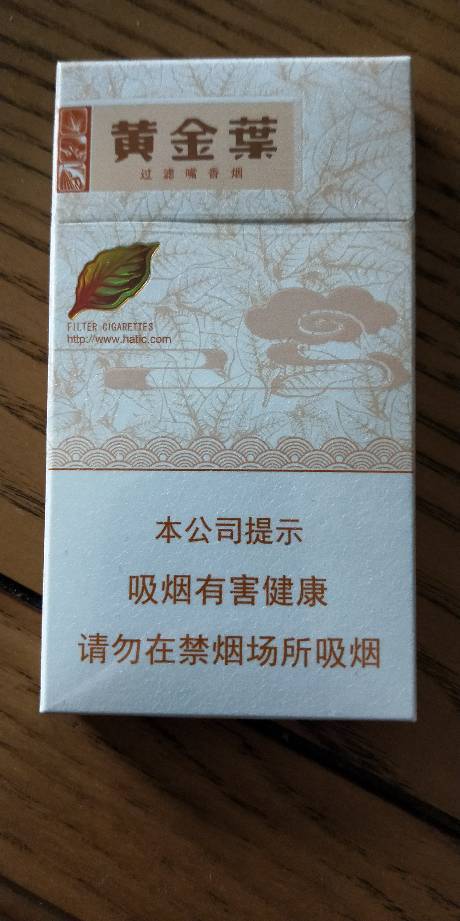 黄金葉
过滤嘴香烟
FILTER CIGARETTES
http://www.hatic.com
本公司提示
吸烟有害健康
请勿在禁烟场所吸烟